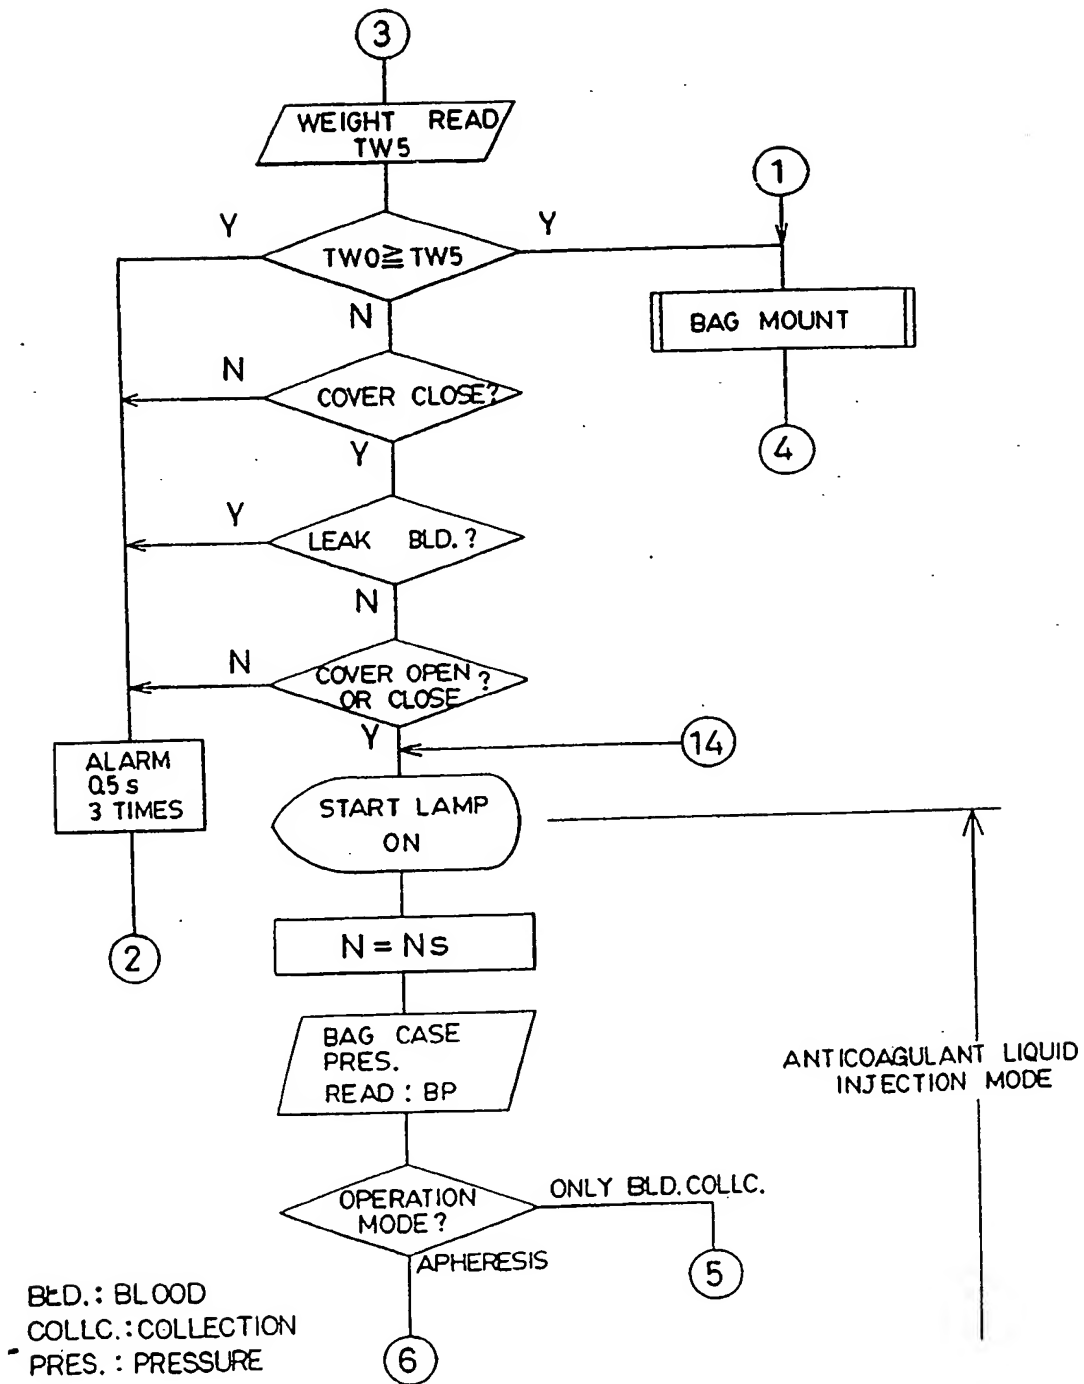 3
WEIGHT READ
TW5
1
Y
Y
TW0≧TW5
N
BAG MOUNT
N
COVER CLOSE?
Y
4
Y
LEAK BLD.?
N
N
COVER OPEN ?
OR CLOSE
Y
14
ALARM
0.5 s
3 TIMES
START LAMP
ON
N = NS
2
BAG CASE
PRES.
READ : BP
ANTICOAGULANT LIQUID
INJECTION MODE
OPERATION
MODE?
ONLY BLD.COLLC.
APHERESIS
5
BLD.: BLOOD
COLLC.:COLLECTION
PRES. : PRESSURE
6